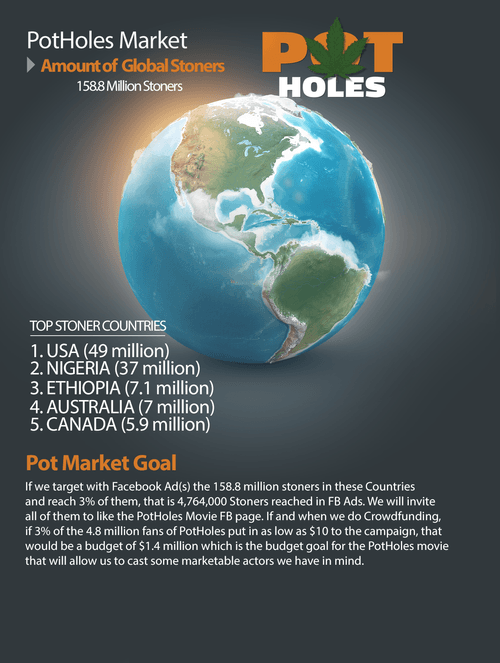 PotHoles Market
Amount of Global Stoners
158.8 Million Stoners
POT
HOLES
TOP STONER COUNTRIES
1. USA (49 million)
2. NIGERIA (37 million)
3. ETHIOPIA (7.1 million)
4. AUSTRALIA (7 million)
5. CANADA (5.9 million)
Pot Market Goal
If we target with Facebook Ad(s) the 158.8 million stoners in these Countries
and reach 3% of them, that is 4,764,000 Stoners reached in FB Ads. We will invite
all of them to like the PotHoles Movie FB page. If and when we do Crowdfunding,
if 3% of the 4.8 million fans of PotHoles put in as low as $10 to the campaign, that
would be a budget of $1.4 million which is the budget goal for the PotHoles movie
that will allow us to cast some marketable actors we have in mind.